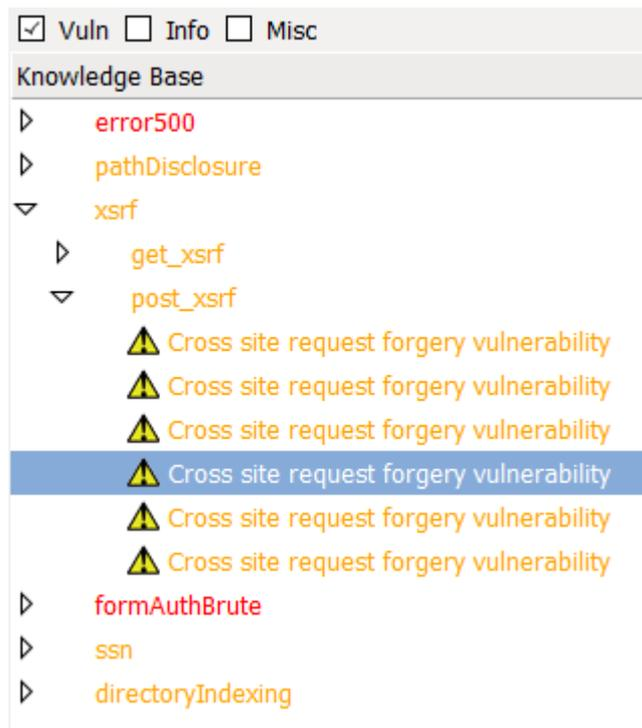 Vuln Info Misc
Knowledge Base
error500
pathDisclosure
xsrf
get_xsrf
post_xsrf
Cross site request forgery vulnerability
Cross site request forgery vulnerability
Cross site request forgery vulnerability
Cross site request forgery vulnerability
Cross site request forgery vulnerability
Cross site request forgery vulnerability
formAuthBrute
ssn
directoryIndexing